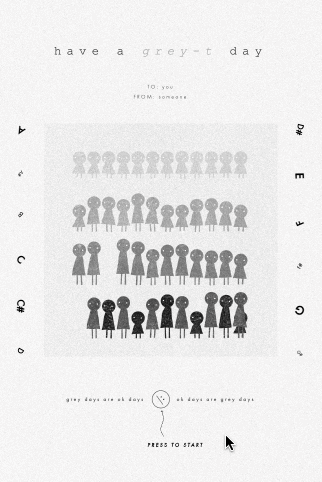 have a grey-t day
TO: you
FROM: someone
A
B
C
C#
D
D#
E
F
G
grey days are ok days
ok days are grey days
PRESS TO START